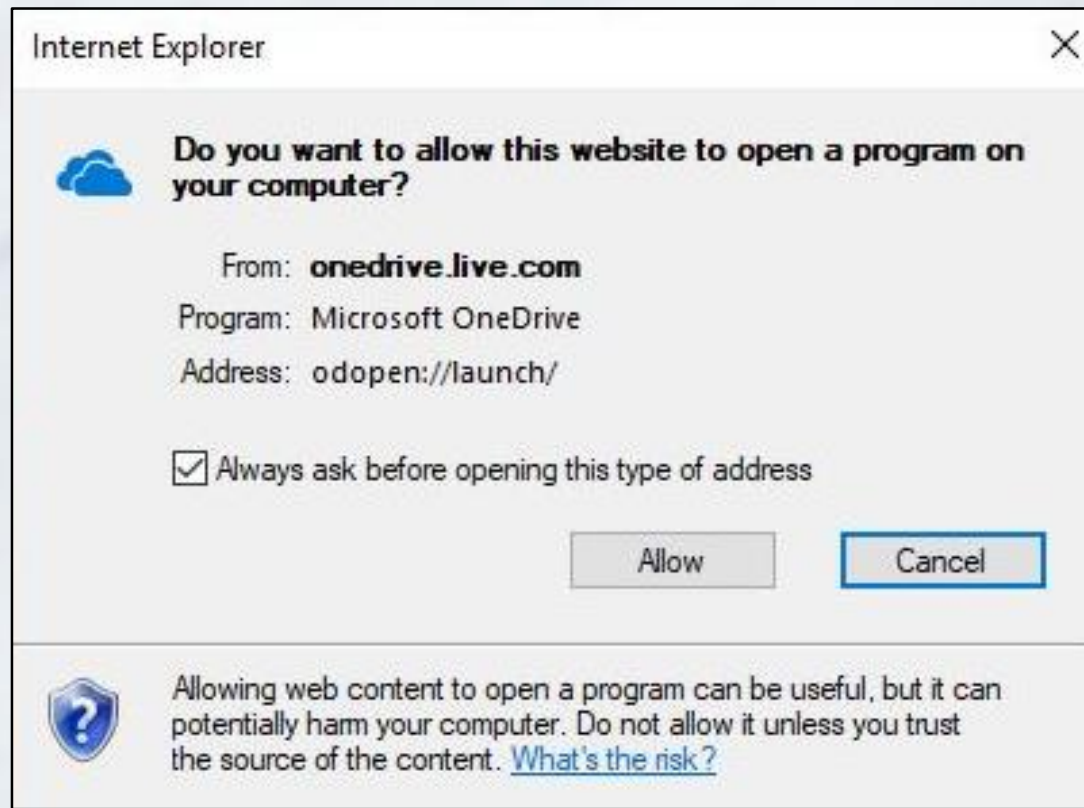 Internet Explorer
Do you want to allow this website to open a program on
your computer?
From: onedrive.live.com
Program: Microsoft OneDrive
Address: odopen://launch/
Always ask before opening this type of address
Allow Cancel
Allowing web content to open a program can be useful, but it can
potentially harm your computer. Do not allow it unless you trust
the source of the content. What's the risk?